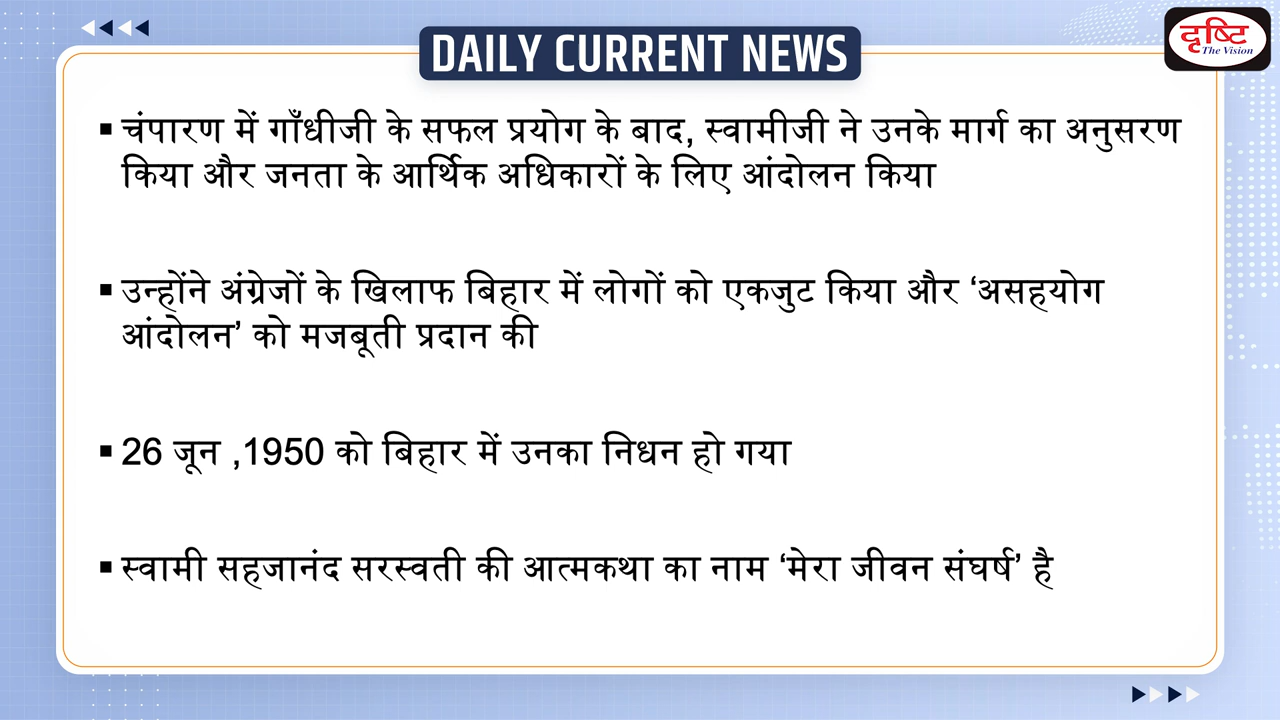 DAILY CURRENT NEWS
दृष्टि
The Vision
▪ चंपारण में गाँधीजी के सफल प्रयोग के बाद, स्वामीजी ने उनके मार्ग का अनुसरण
किया और जनता के आर्थिक अधिकारों के लिए आंदोलन किया
▪ उन्होंने अंग्रेजों के खिलाफ बिहार में लोगों को एकजुट किया और ‘असहयोग
आंदोलन’ को मजबूती प्रदान की
▪ 26 जून ,1950 को बिहार में उनका निधन हो गया
▪ स्वामी सहजानंद सरस्वती की आत्मकथा का नाम ‘मेरा जीवन संघर्ष’ है